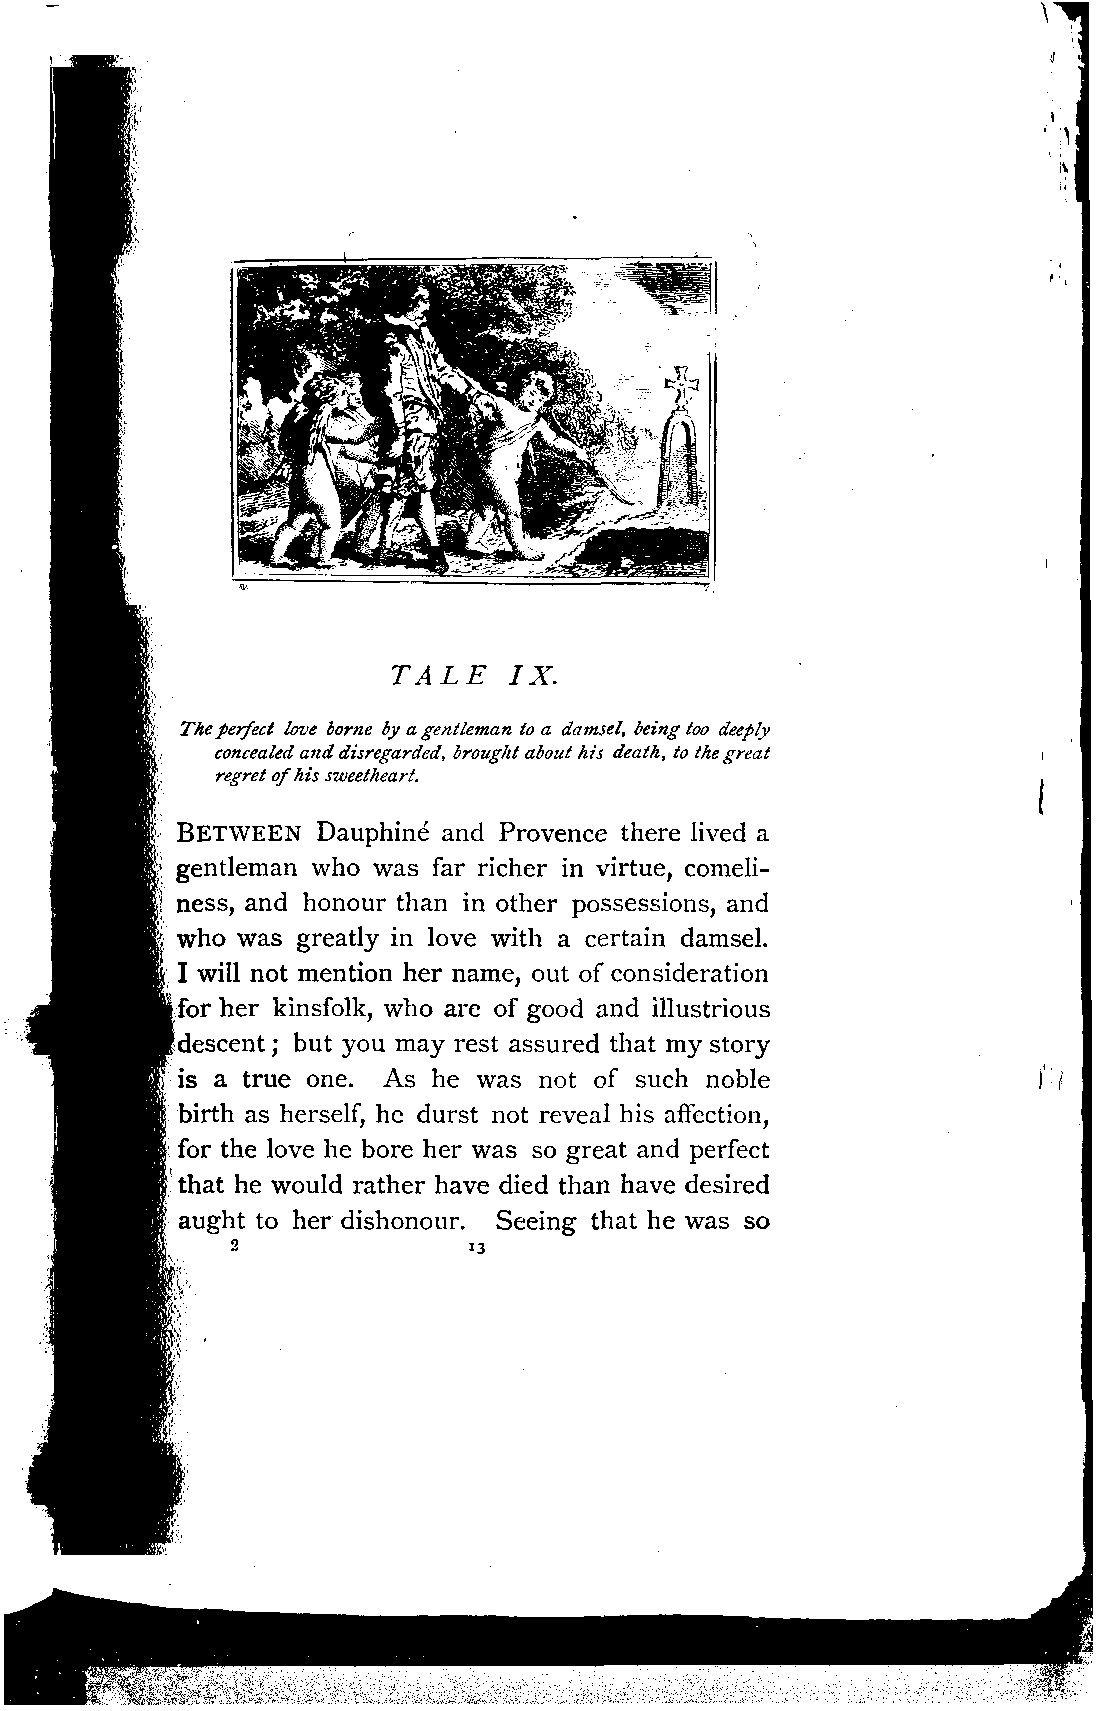 TALE IX.
The perfect love borne by a gentleman to a damsel, being too deeply
concealed and disregarded, brought about his death, to the great
regret of his sweetheart.
BETWEEN Dauphiné and Provence there lived a
gentleman who was far richer in virtue, comeli-
ness, and honour than in other possessions, and
who was greatly in love with a certain damsel.
I will not mention her name, out of consideration
for her kinsfolk, who are of good and illustrious
descent; but you may rest assured that my story
is a true one. As he was not of such noble
birth as herself, he durst not reveal his affection,
for the love he bore her was so great and perfect
that he would rather have died than have desired
aught to her dishonour. Seeing that he was so
2 13